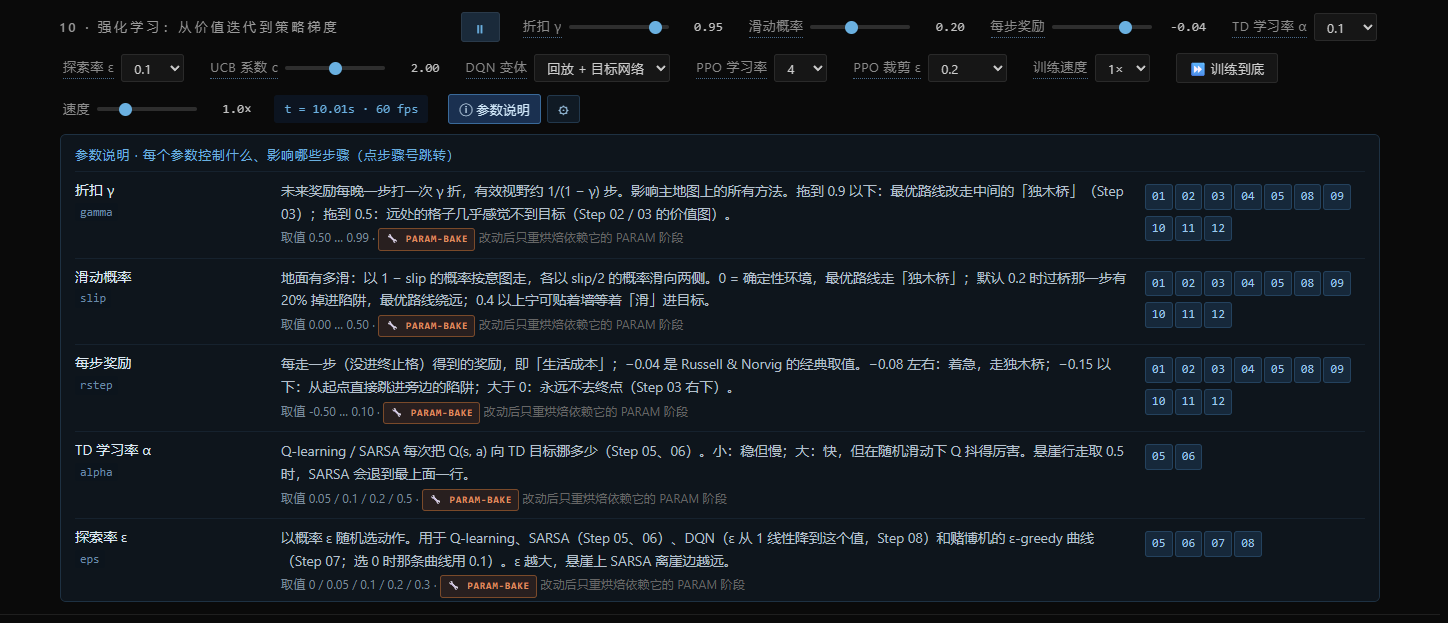 10 · 强化学习：从价值迭代到策略梯度 ⏸ 折扣 γ 0.95 滑动概率 0.20 每步奖励 -0.04 TD 学习率 α 0.1
探索率 ε 0.1 UCB 系数 c 2.00 DQN 变体 回放 + 目标网络 PPO 学习率 4 PPO 裁剪 ε 0.2 训练速度 1× ⏩ 训练到底
速度 1.0x t = 10.01s · 60 fps ⓘ 参数说明 ⚙
参数说明 · 每个参数控制什么、影响哪些步骤（点步骤号跳转）
折扣 γ
gamma
未来奖励每晚一步打一次 γ 折，有效视野约 1/(1 − γ) 步。影响主地图上的所有方法。拖到 0.9 以下：最优路线改走中间的「独木桥」（Step
03）；拖到 0.5：远处的格子几乎感觉不到目标（Step 02 / 03 的价值图）。
取值 0.50 … 0.99 · 🔧 PARAM-BAKE 改动后只重烘焙依赖它的 PARAM 阶段
01 02 03 04 05 08 09
10 11 12
滑动概率
slip
地面有多滑：以 1 − slip 的概率按意图走，各以 slip/2 的概率滑向两侧。0 = 确定性环境，最优路线走「独木桥」；默认 0.2 时过桥那一步有
20% 掉进陷阱，最优路线绕远；0.4 以上宁可贴着墙等着「滑」进目标。
取值 0.00 … 0.50 · 🔧 PARAM-BAKE 改动后只重烘焙依赖它的 PARAM 阶段
01 02 03 04 05 08 09
10 11 12
每步奖励
rstep
每走一步（没进终止格）得到的奖励，即「生活成本」；−0.04 是 Russell & Norvig 的经典取值。−0.08 左右：着急，走独木桥；−0.15 以
下：从起点直接跳进旁边的陷阱；大于 0：永远不去终点（Step 03 右下）。
取值 -0.50 … 0.10 · 🔧 PARAM-BAKE 改动后只重烘焙依赖它的 PARAM 阶段
01 02 03 04 05 08 09
10 11 12
TD 学习率 α
alpha
Q-learning / SARSA 每次把 Q(s, a) 向 TD 目标挪多少（Step 05、06）。小：稳但慢；大：快，但在随机滑动下 Q 抖得厉害。悬崖行走取 0.5
时，SARSA 会退到最上面一行。
取值 0.05 / 0.1 / 0.2 / 0.5 · 🔧 PARAM-BAKE 改动后只重烘焙依赖它的 PARAM 阶段
05 06
探索率 ε
eps
以概率 ε 随机选动作。用于 Q-learning、SARSA（Step 05、06）、DQN（ε 从 1 线性降到这个值，Step 08）和赌博机的 ε-greedy 曲线
（Step 07；选 0 时那条曲线用 0.1）。ε 越大，悬崖上 SARSA 离崖边越远。
取值 0 / 0.05 / 0.1 / 0.2 / 0.3 · 🔧 PARAM-BAKE 改动后只重烘焙依赖它的 PARAM 阶段
05 06 07 08